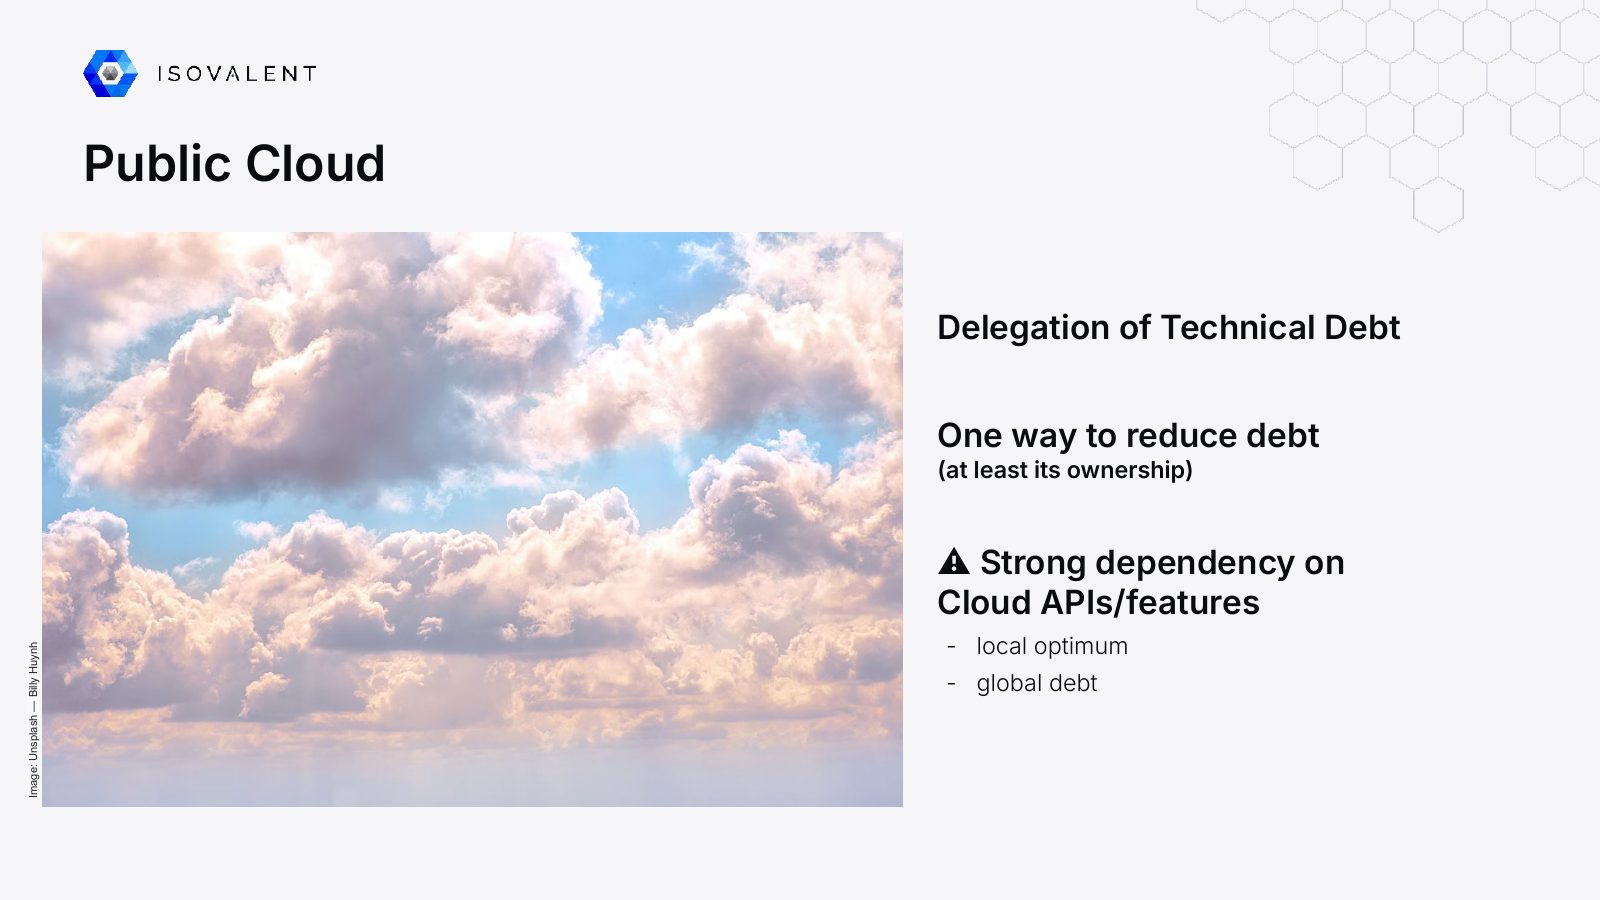 ISOVALENT
Public Cloud
Image: Unsplash — Billy Huynh
Delegation of Technical Debt
One way to reduce debt
(at least its ownership)
⚠ Strong dependency on
Cloud APIs/features
- local optimum
- global debt